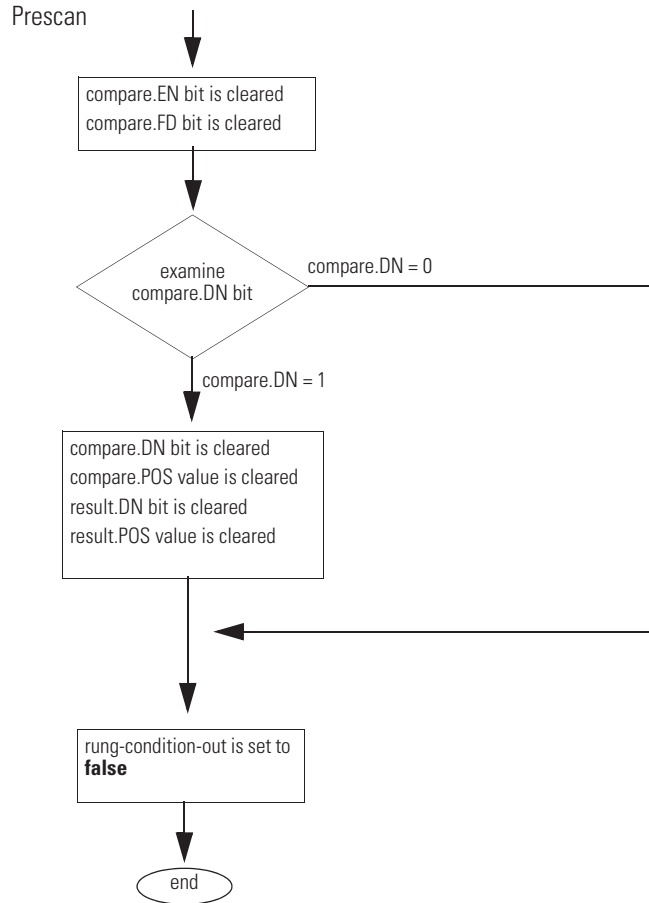 Prescan
compare.EN bit is cleared
compare.FD bit is cleared
examine
compare.DN bit
compare.DN = 0
compare.DN = 1
compare.DN bit is cleared
compare.POS value is cleared
result.DN bit is cleared
result.POS value is cleared
rung-condition-out is set to
false
end